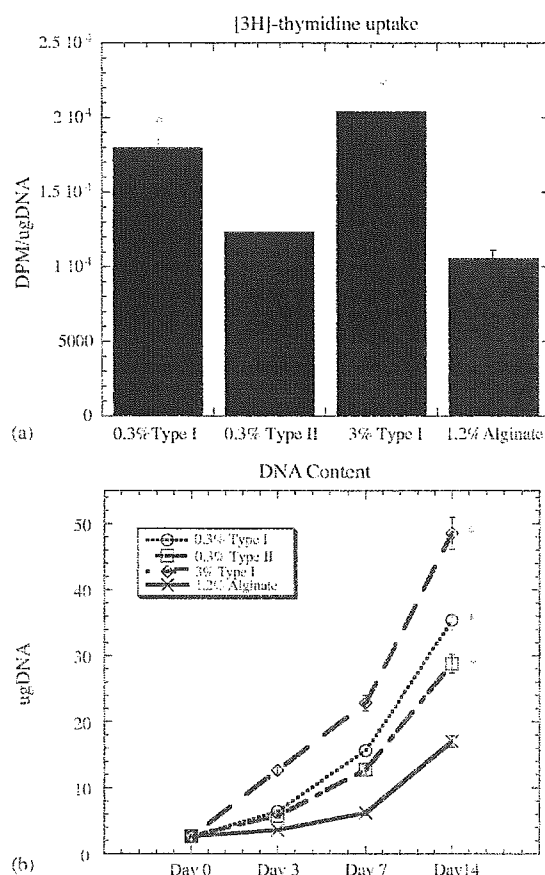 [3H]-thymidine uptake
2.5 10⁴
2 10⁴
1.5 10⁴
1 10⁴
5000
0
DPM/ugDNA
0.3% Type I 0.3% Type II 3% Type I 1.2% Alginate
(a)
DNA Content
50
40
30
20
10
0
ugDNA
0.3% Type I
0.3% Type II
3% Type I
1.2% Alginate
Day 0 Day 3 Day 7 Day14
(b)